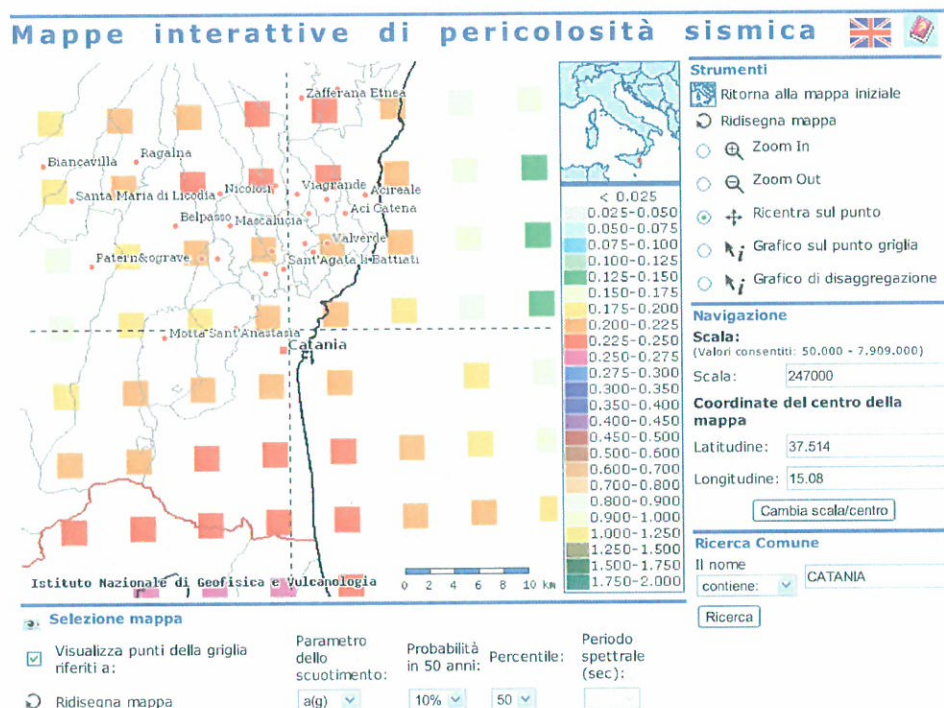 Mappe interattive di pericolosità sismica
Zafferana Etnea
Biancavilla
Ragalna
Santa Maria di Licodia
Nicolosi
Viagrande
Acireale
Aci Catena
Belpasso
Mascalucia
Valverde
Patern&ograve
Sant'Agata li Battiati
Motta Sant'Anastasia
Catania
Istituto Nazionale di Geofisica e Vulcanologia
0 2 4 6 8 10 km
< 0.025
0.025-0.050
0.050-0.075
0.075-0.100
0.100-0.125
0.125-0.150
0.150-0.175
0.175-0.200
0.200-0.225
0.225-0.250
0.250-0.275
0.275-0.300
0.300-0.350
0.350-0.400
0.400-0.450
0.450-0.500
0.500-0.600
0.600-0.700
0.700-0.800
0.800-0.900
0.900-1.000
1.000-1.250
1.250-1.500
1.500-1.750
1.750-2.000
Strumenti
Ritorna alla mappa iniziale
Ridisegna mappa
Zoom In
Zoom Out
Ricentra sul punto
i Grafico sul punto griglia
i Grafico di disaggregazione
Navigazione
Scala:
(Valori consentiti: 50.000 - 7.909.000)
Scala: 247000
Coordinate del centro della
mappa
Latitudine: 37.514
Longitudine: 15.08
Cambia scala/centro
Ricerca Comune
Il nome
contiene: CATANIA
Ricerca
Selezione mappa
Visualizza punti della griglia
riferiti a:
Ridisegna mappa
Parametro
dello
scuotimento:
a(g)
Probabilità
in 50 anni:
10%
Percentile:
50
Periodo
spettrale
(sec):